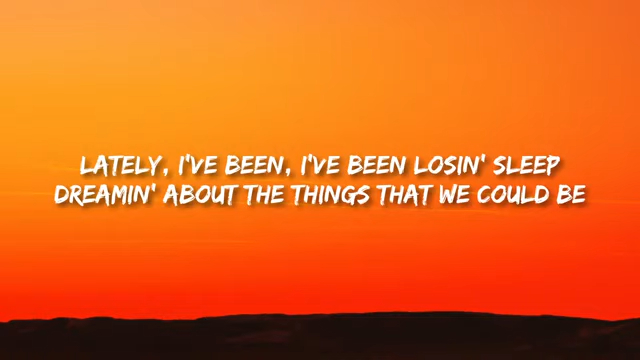 LATELY, I'VE BEEN, I'VE BEEN LOSIN' SLEEP
DREAMIN' ABOUT THE THINGS THAT WE COULD BE